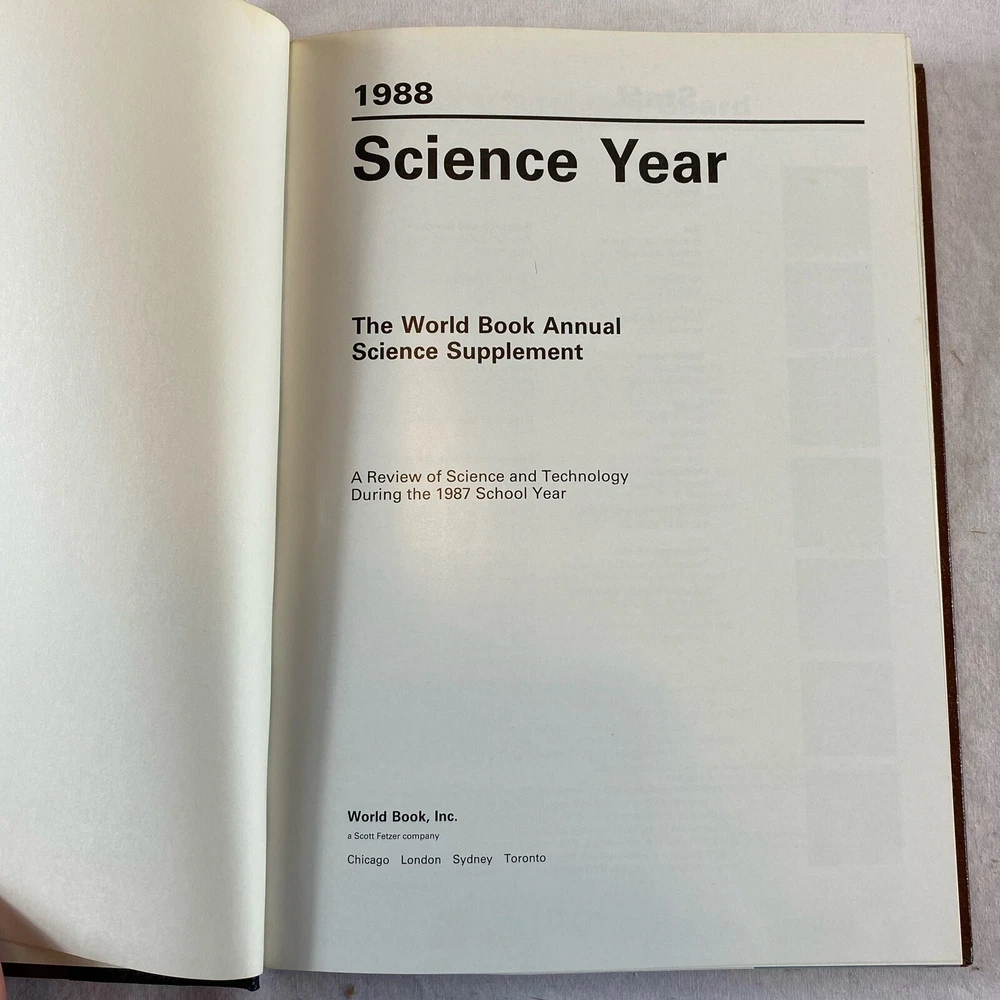 1988
Science Year
The World Book Annual
Science Supplement
A Review of Science and Technology
During the 1987 School Year
World Book, Inc.
a Scott Fetzer company
Chicago London Sydney Toronto